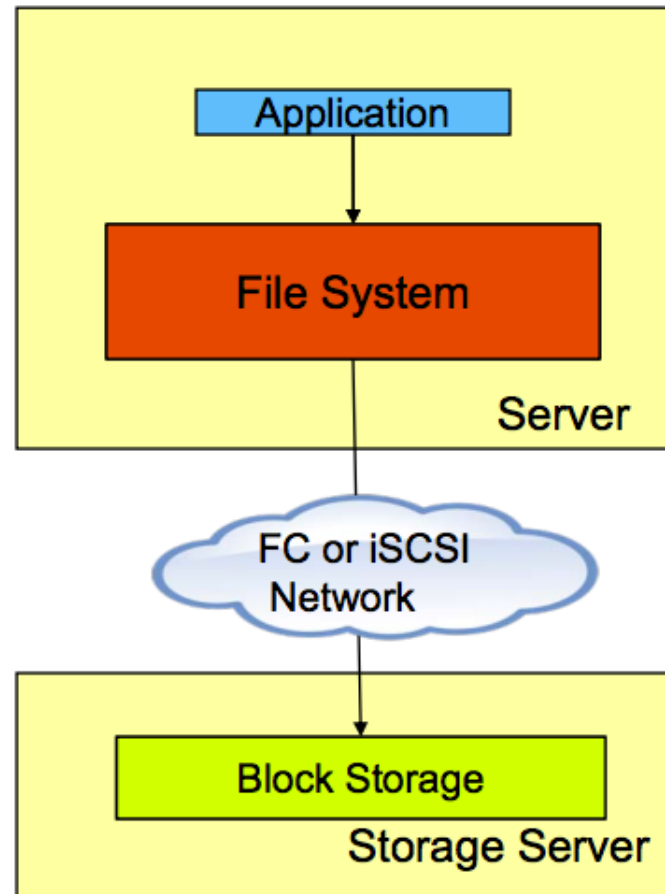 Application
File System
Server
FC or iSCSI
Network
Block Storage
Storage Server